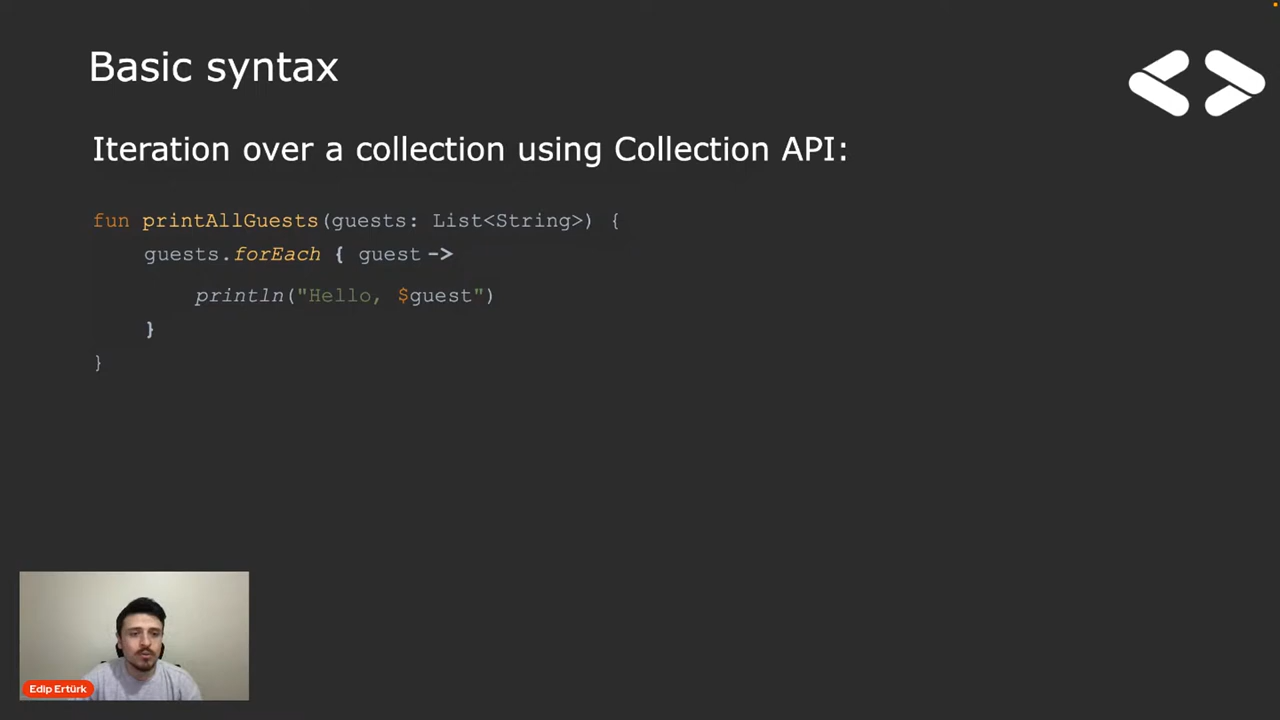 Basic syntax
Iteration over a collection using Collection API:
fun printAllGuests(guests: List<String>) {
guests.forEach { guest ->
println("Hello, $guest")
}
}
Edip Ertürk